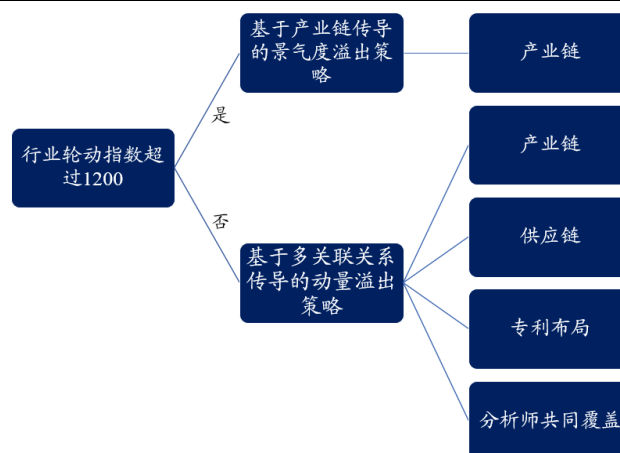 基于产业链传导
的景气度溢出策
略
产业链
是
行业轮动指数超
过1200
产业链
否
供应链
基于多关联关系
传导的动量溢出
策略
专利布局
分析师共同覆盖